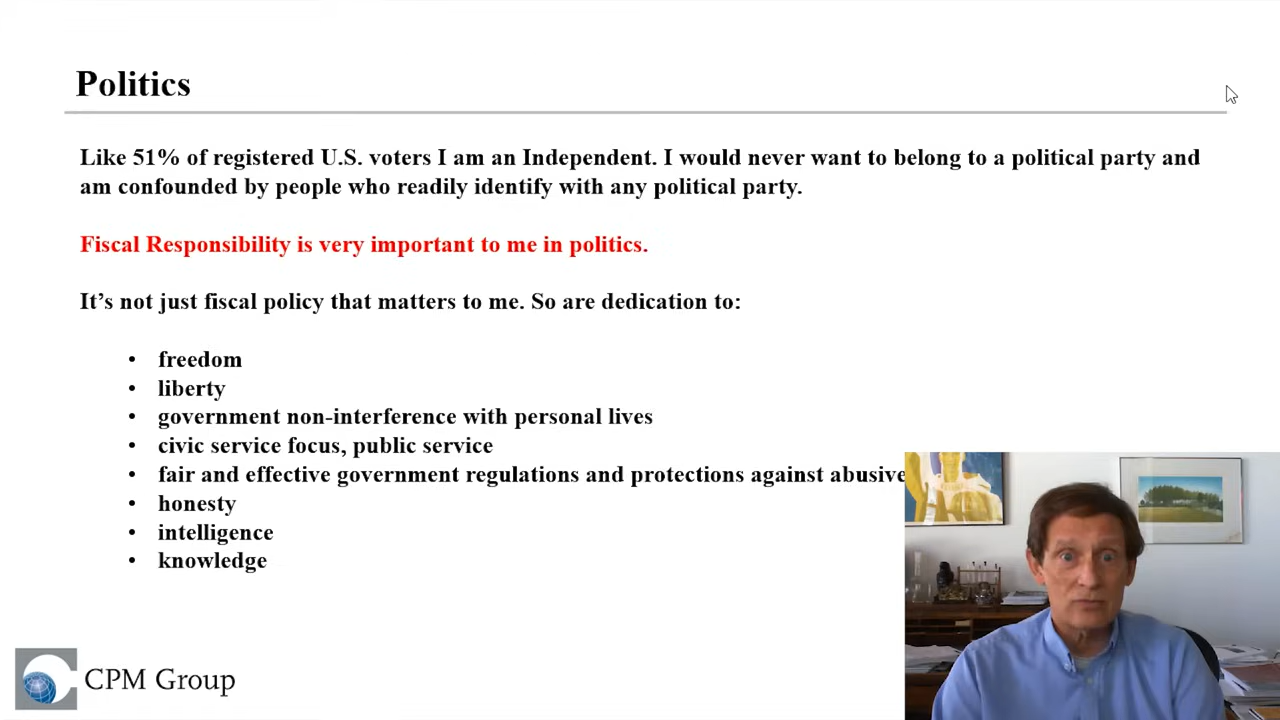 Politics
Like 51% of registered U.S. voters I am an Independent. I would never want to belong to a political party and
am confounded by people who readily identify with any political party.
Fiscal Responsibility is very important to me in politics.
It’s not just fiscal policy that matters to me. So are dedication to:
• freedom
• liberty
• government non-interference with personal lives
• civic service focus, public service
• fair and effective government regulations and protections against abusive
• honesty
• intelligence
• knowledge
CPM Group